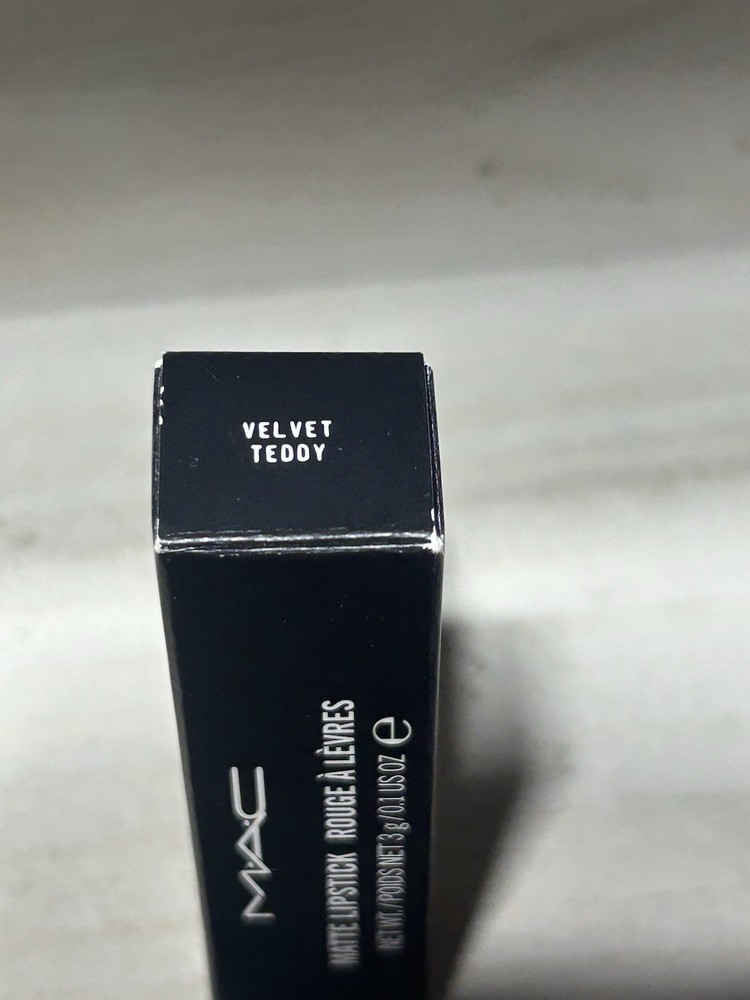 VELVET
TEDDY
MAC
MATTE LIPSTICK ROUGE À LÈVRES
NET WT./POIDS NET 3 g/0.1 US OZ e